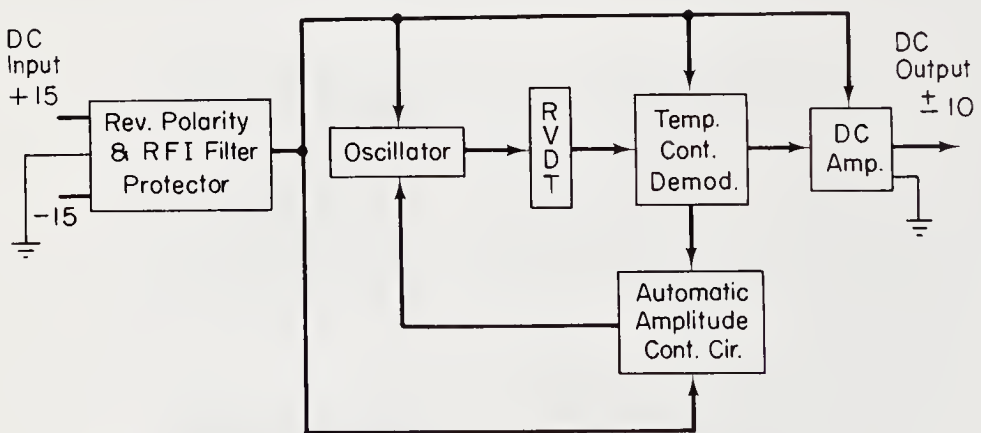 DC
Input
+15
-15
Rev. Polarity
& RFI Filter
Protector
Oscillator
R
V
D
T
Temp.
Cont.
Demod.
DC
Amp.
DC
Output
± 10
Automatic
Amplitude
Cont. Cir.